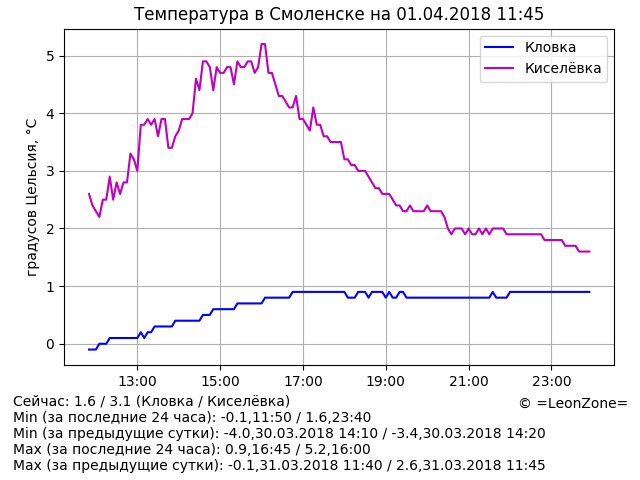 Температура в Смоленске на 01.04.2018 11:45
градусов Цельсия, °C
5
4
3
2
1
0
Кловка
Киселёвка
13:00 15:00 17:00 19:00 21:00 23:00
Сейчас: 1.6 / 3.1 (Кловка / Киселёвка)
© =LeonZone=
Min (за последние 24 часа): -0.1,11:50 / 1.6,23:40
Min (за предыдущие сутки): -4.0,30.03.2018 14:10 / -3.4,30.03.2018 14:20
Max (за последние 24 часа): 0.9,16:45 / 5.2,16:00
Max (за предыдущие сутки): -0.1,31.03.2018 11:40 / 2.6,31.03.2018 11:45